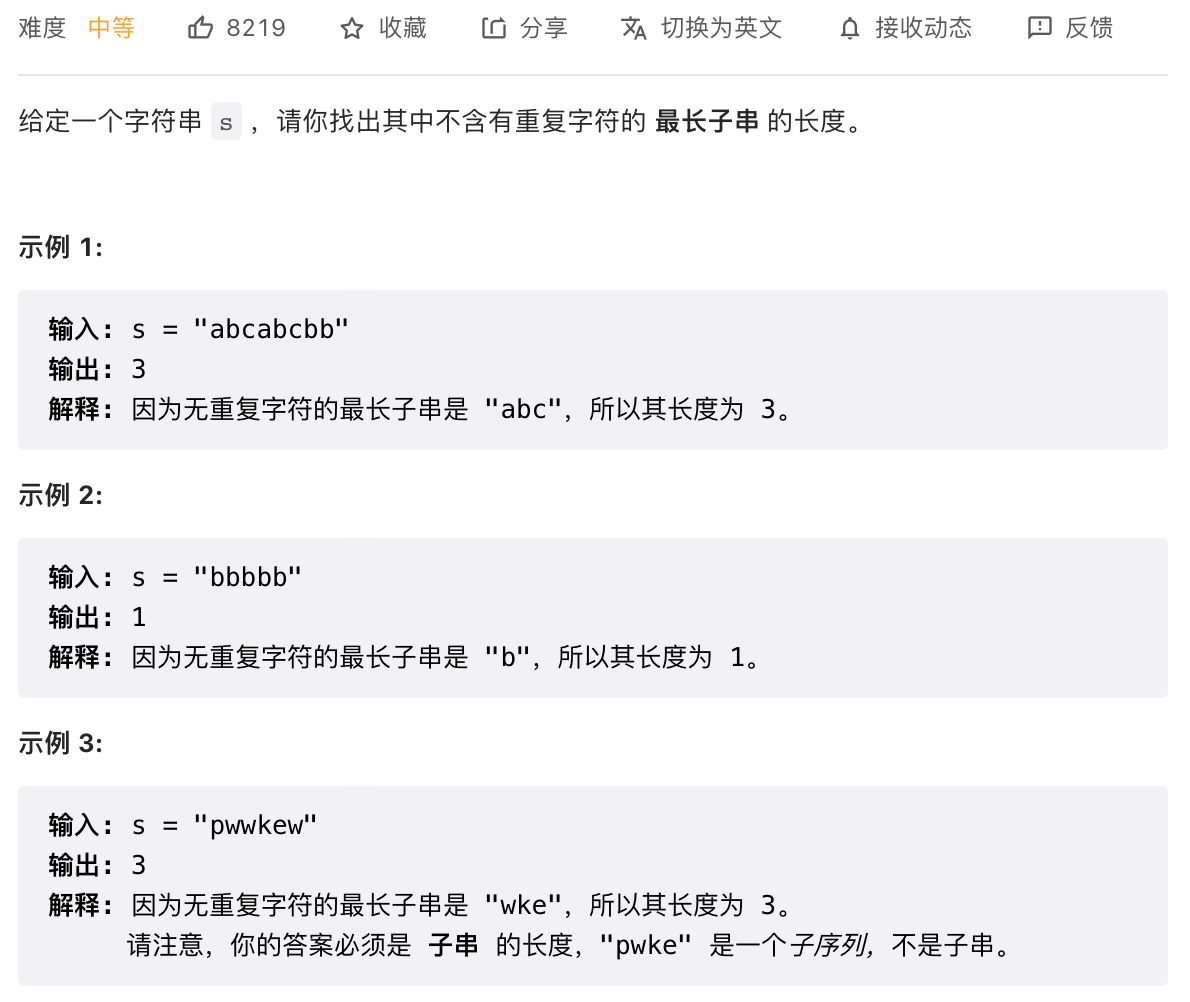 难度 中等 8219 收藏 分享 切换为英文 接收动态 反馈
给定一个字符串 s ，请你找出其中不含有重复字符的 最长子串 的长度。
示例 1:
输入: s = "abcabcbb"
输出: 3
解释: 因为无重复字符的最长子串是 "abc"，所以其长度为 3。
示例 2:
输入: s = "bbbbb"
输出: 1
解释: 因为无重复字符的最长子串是 "b"，所以其长度为 1。
示例 3:
输入: s = "pwwkew"
输出: 3
解释: 因为无重复字符的最长子串是 "wke"，所以其长度为 3。
请注意，你的答案必须是 子串 的长度，"pwke" 是一个子序列，不是子串。